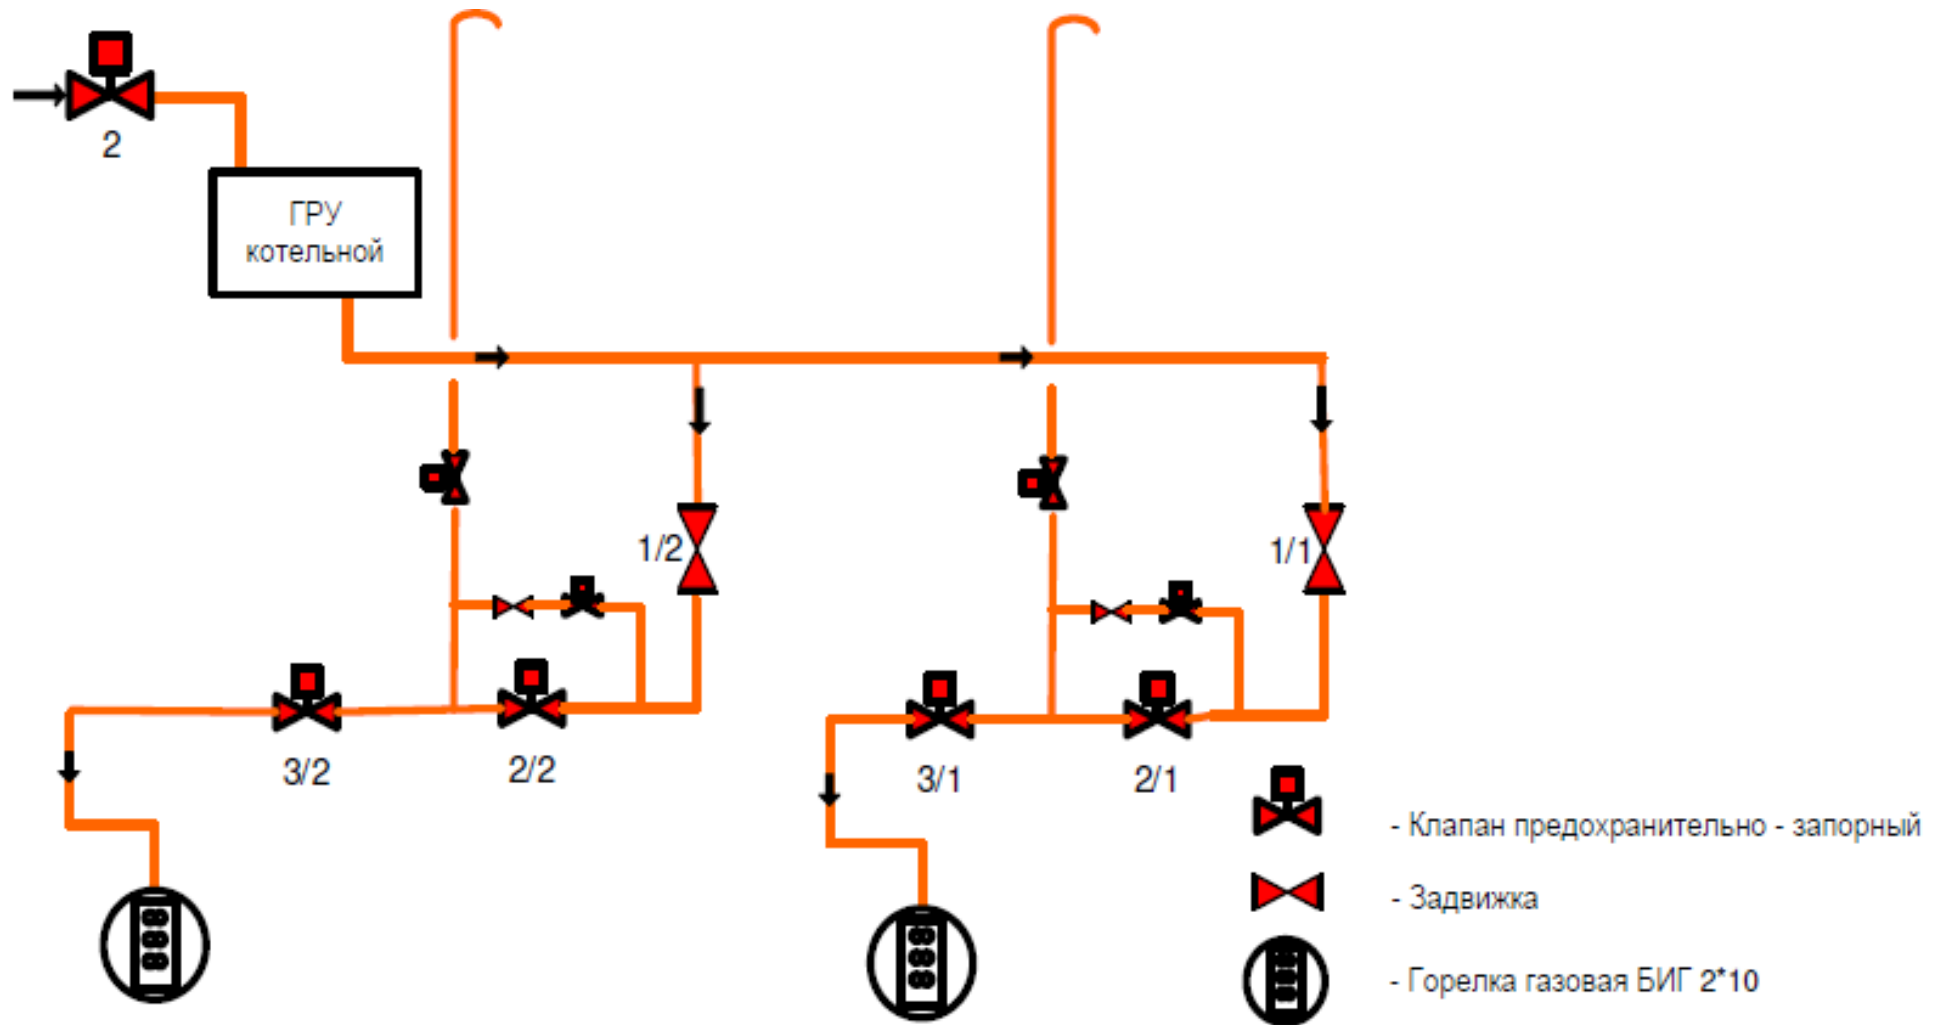 2
ГРУ
котельной
1/2
1/1
3/2
2/2
3/1
2/1
- Клапан предохранительно - запорный
- Задвижка
- Горелка газовая БИГ 2*10